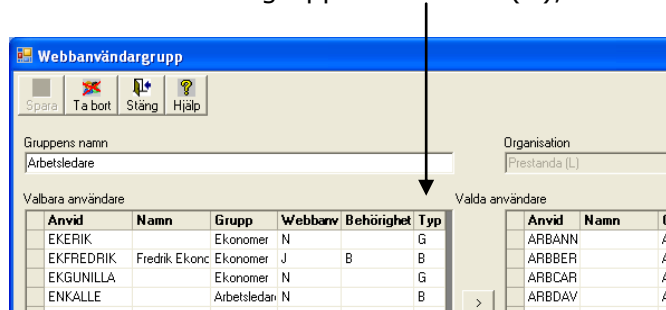 Webbanvändargrupp
Spara Ta bort Stäng Hjälp
Gruppens namn Organisation
Arbetsledare Prestanda (L)
Valbara användare Valda användare
Anvid Namn Grupp Webbanv Behörighet Typ Anvid Namn
EKERIK Ekonomer N G ARBANN
EKFREDRIK Fredrik Ekonc Ekonomer J B B ARBBER
EKGUNILLA Ekonomer N G ARBCAR
ENKALLE Arbetsledar N B > ARBDAV